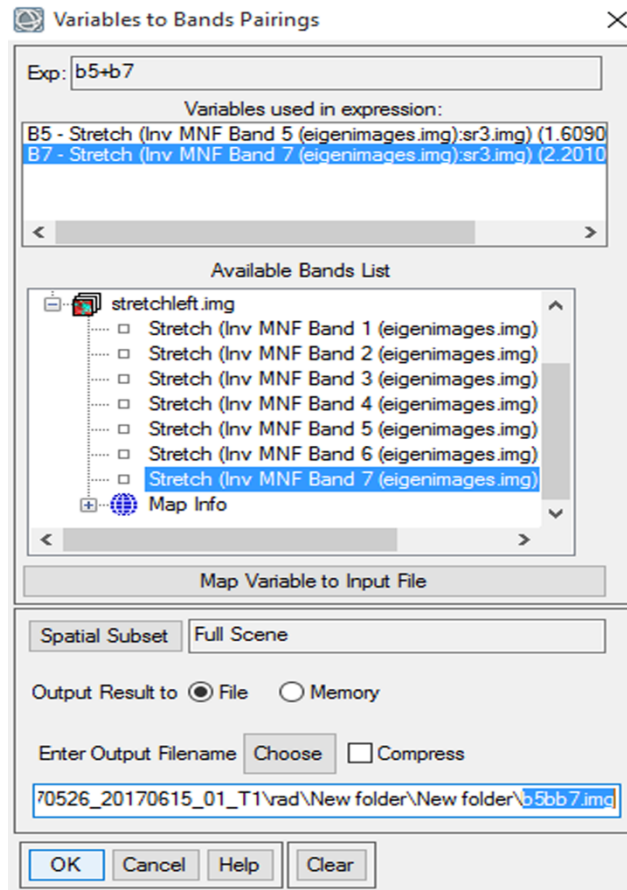 Variables to Bands Pairings
Exp: b5+b7
Variables used in expression:
B5 - Stretch (Inv MNF Band 5 (eigenimages.img):sr3.img) (1.6090
B7 - Stretch (Inv MNF Band 7 (eigenimages.img):sr3.img) (2.2010
Available Bands List
stretchleft.img
Stretch (Inv MNF Band 1 (eigenimages.img)
Stretch (Inv MNF Band 2 (eigenimages.img)
Stretch (Inv MNF Band 3 (eigenimages.img)
Stretch (Inv MNF Band 4 (eigenimages.img)
Stretch (Inv MNF Band 5 (eigenimages.img)
Stretch (Inv MNF Band 6 (eigenimages.img)
Stretch (Inv MNF Band 7 (eigenimages.img)
Map Info
Map Variable to Input File
Spatial Subset Full Scene
Output Result to File Memory
Enter Output Filename Choose Compress
70526_20170615_01_T1\rad\New folder\New folder\b5bb7.img
OK Cancel Help Clear